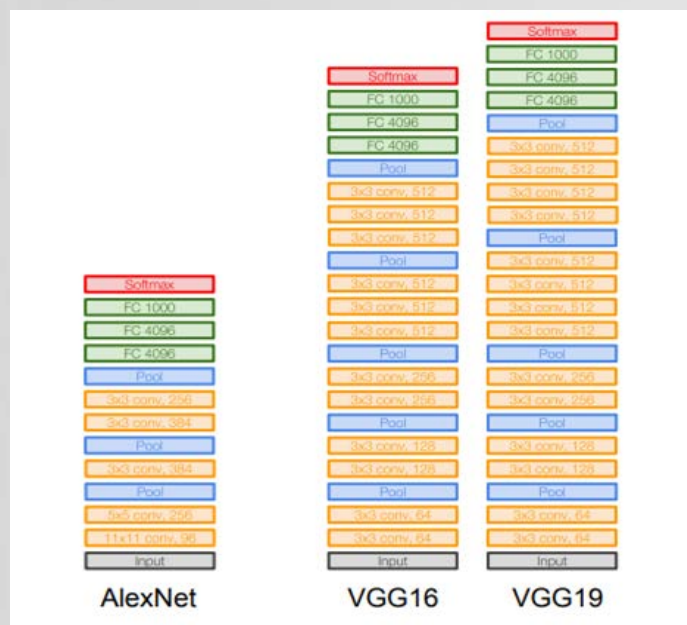 Softmax
FC 1000
FC 4096
FC 4096
Pool
3x3 conv, 256
3x3 conv, 384
Pool
3x3 conv, 384
Pool
5x5 conv, 256
11x11 conv, 96
Input
AlexNet
Softmax
FC 1000
FC 4096
FC 4096
Pool
3x3 conv, 512
3x3 conv, 512
3x3 conv, 512
Pool
3x3 conv, 512
3x3 conv, 512
3x3 conv, 512
Pool
3x3 conv, 256
3x3 conv, 256
Pool
3x3 conv, 128
3x3 conv, 128
Pool
3x3 conv, 64
3x3 conv, 64
Input
VGG16
Softmax
FC 1000
FC 4096
FC 4096
Pool
3x3 conv, 512
3x3 conv, 512
3x3 conv, 512
3x3 conv, 512
Pool
3x3 conv, 512
3x3 conv, 512
3x3 conv, 512
3x3 conv, 512
Pool
3x3 conv, 256
3x3 conv, 256
Pool
3x3 conv, 128
3x3 conv, 128
Pool
3x3 conv, 64
3x3 conv, 64
Input
VGG19